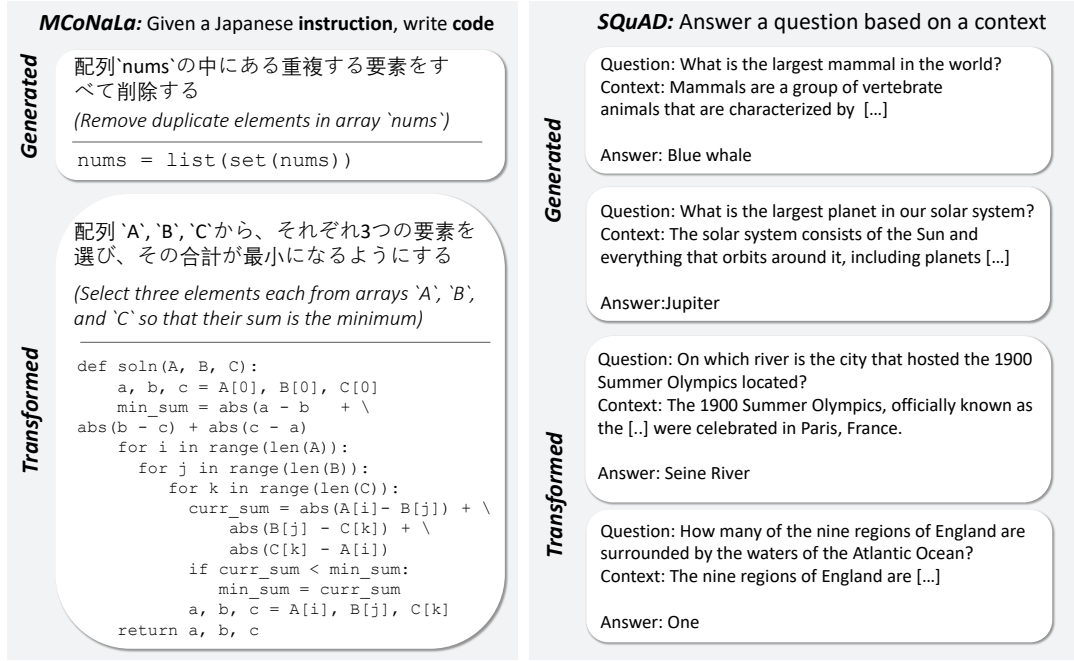 MCoNaLa: Given a Japanese instruction, write code
Generated
配列`nums`の中にある重複する要素をす
べて削除する
(Remove duplicate elements in array `nums`)
nums = list(set(nums))
Transformed
配列 `A`, `B`, `C`から、それぞれ3つの要素を
選び、その合計が最小になるようにする
(Select three elements each from arrays `A`, `B`,
and `C` so that their sum is the minimum)
def soln(A, B, C):
    a, b, c = A[0], B[0], C[0]
    min_sum = abs(a - b   + \
abs(b - c) + abs(c - a)
    for i in range(len(A)):
      for j in range(len(B)):
         for k in range(len(C)):
           curr_sum = abs(A[i]- B[j]) + \
               abs(B[j] - C[k]) + \
               abs(C[k] - A[i])
           if curr_sum < min_sum:
              min_sum = curr_sum
           a, b, c = A[i], B[j], C[k]
    return a, b, c
SQuAD: Answer a question based on a context
Generated
Question: What is the largest mammal in the world?
Context: Mammals are a group of vertebrate
animals that are characterized by […]
Answer: Blue whale
Question: What is the largest planet in our solar system?
Context: The solar system consists of the Sun and
everything that orbits around it, including planets […]
Answer:Jupiter
Transformed
Question: On which river is the city that hosted the 1900
Summer Olympics located?
Context: The 1900 Summer Olympics, officially known as
the [..] were celebrated in Paris, France.
Answer: Seine River
Question: How many of the nine regions of England are
surrounded by the waters of the Atlantic Ocean?
Context: The nine regions of England are […]
Answer: One